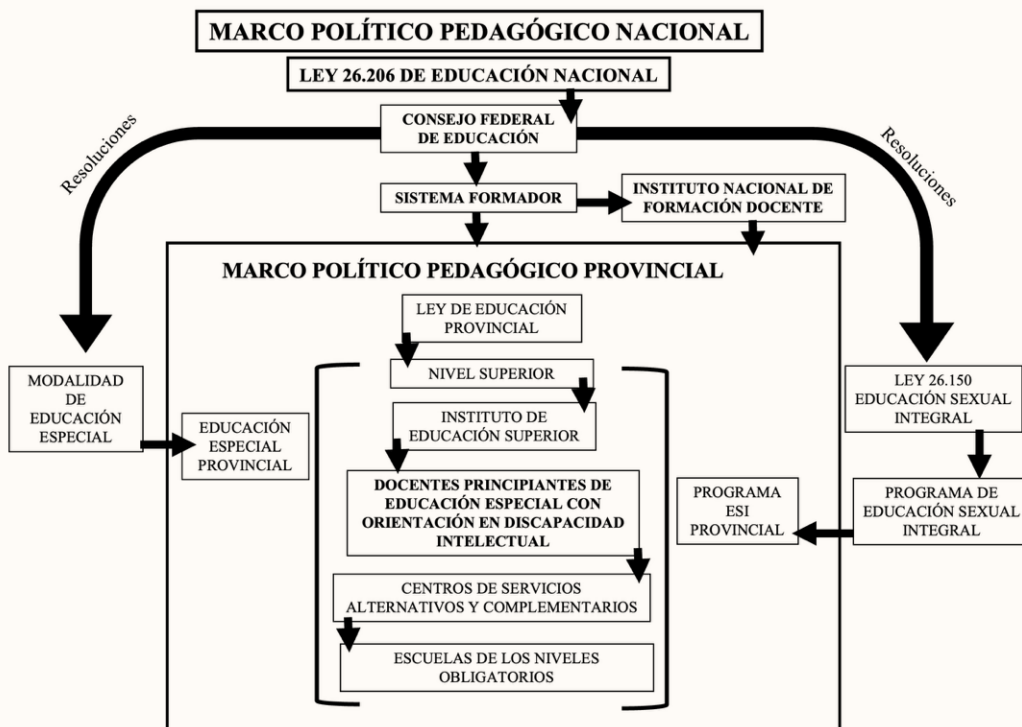 MARCO POLÍTICO PEDAGÓGICO NACIONAL
LEY 26.206 DE EDUCACIÓN NACIONAL
CONSEJO FEDERAL
DE EDUCACIÓN
Resoluciones
Resoluciones
SISTEMA FORMADOR
INSTITUTO NACIONAL DE
FORMACIÓN DOCENTE
MARCO POLÍTICO PEDAGÓGICO PROVINCIAL
LEY DE EDUCACIÓN
PROVINCIAL
NIVEL SUPERIOR
INSTITUTO DE
EDUCACIÓN SUPERIOR
MODALIDAD
DE
EDUCACIÓN
ESPECIAL
EDUCACIÓN
ESPECIAL
PROVINCIAL
DOCENTES PRINCIPIANTES DE
EDUCACIÓN ESPECIAL CON
ORIENTACIÓN EN DISCAPACIDAD
INTELECTUAL
CENTROS DE SERVICIOS
ALTERNATIVOS Y COMPLEMENTARIOS
ESCUELAS DE LOS NIVELES
OBLIGATORIOS
LEY 26.150
EDUCACIÓN SEXUAL
INTEGRAL
PROGRAMA DE
EDUCACIÓN SEXUAL
INTEGRAL
PROGRAMA
ESI
PROVINCIAL